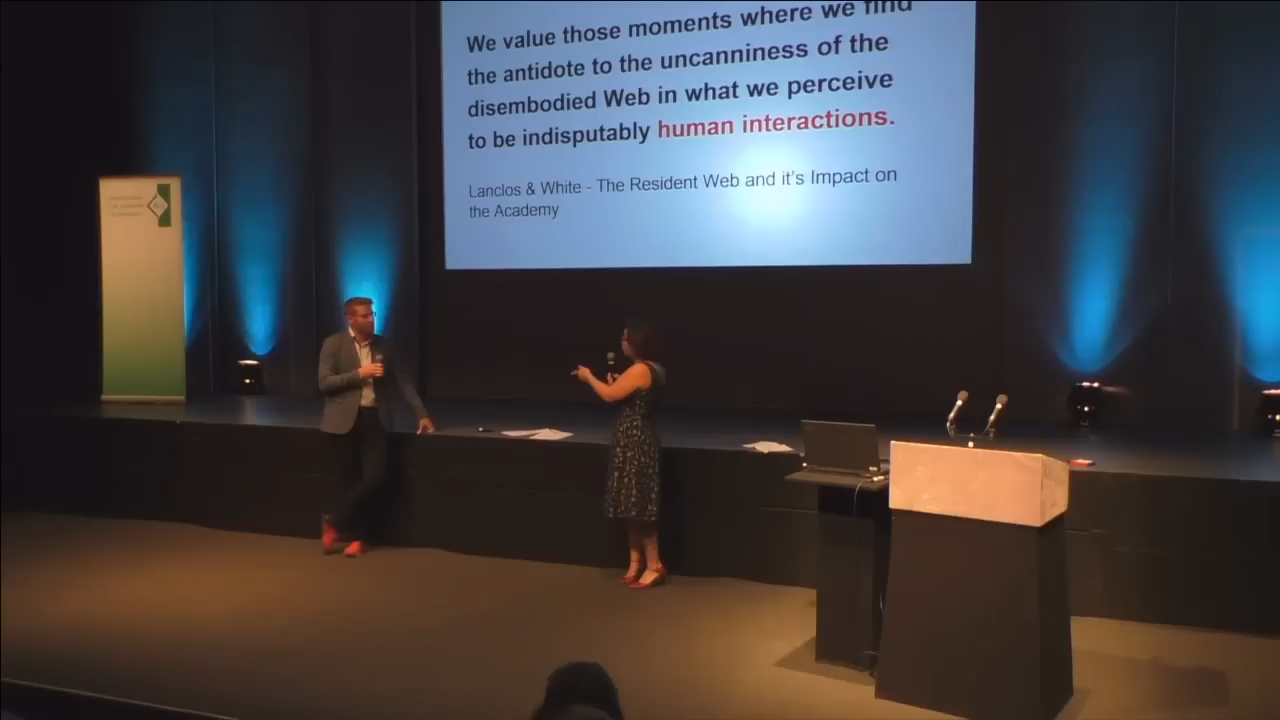 We value those moments where we find
the antidote to the uncanniness of the
disembodied Web in what we perceive
to be indisputably human interactions.
Lanclos & White - The Resident Web and it's Impact on
the Academy